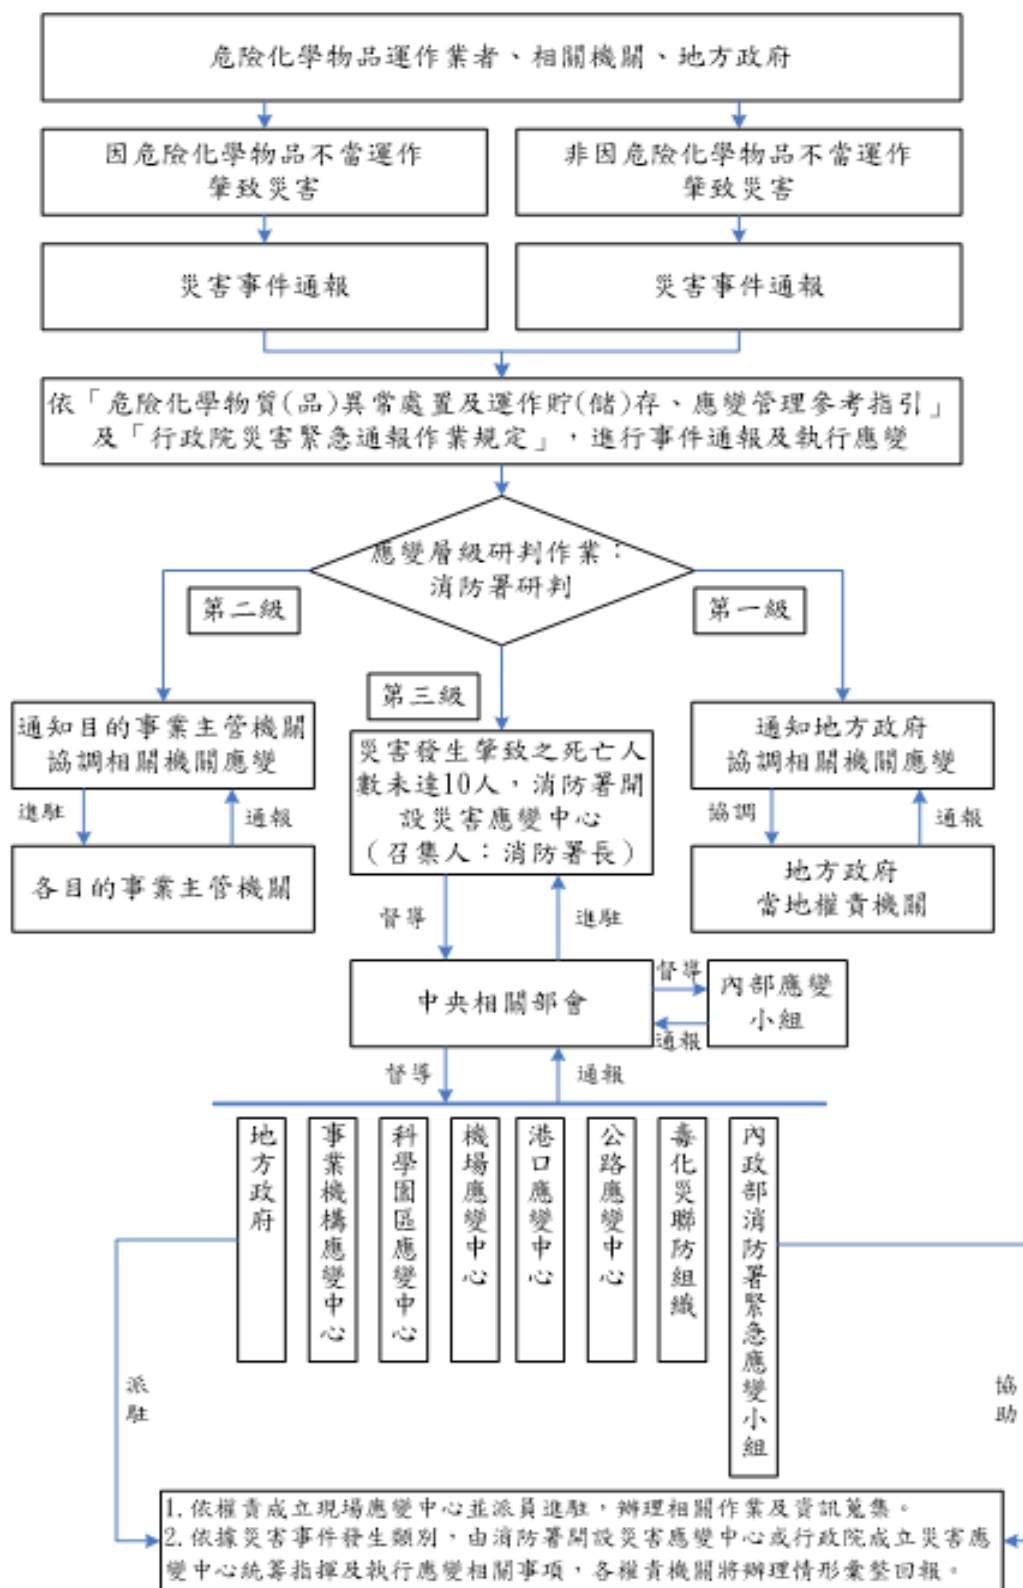 危險化學物品運作業者、相關機關、地方政府
因危險化學物品不當運作
肇致災害
非因危險化學物品不當運作
肇致災害
災害事件通報
災害事件通報
依「危險化學物質(品)異常處置及運作貯(儲)存、應變管理參考指引」
及「行政院災害緊急通報作業規定」，進行事件通報及執行應變
應變層級研判作業：
消防署研判
第二級
第一級
第三級
通知目的事業主管機關
協調相關機關應變
災害發生肇致之死亡人
數未達10人，消防署開
設災害應變中心
（召集人：消防署長）
通知地方政府
協調相關機關應變
進駐
通報
協調
通報
各目的事業主管機關
地方政府
當地權責機關
督導
進駐
中央相關部會
督導
通報
內部應變
小組
督導
通報
地方政府
事業機構應變中心
科學園區應變中心
機場應變中心
港口應變中心
公路應變中心
毒化災聯防組織
內政部消防署緊急應變小組
派駐
協助
1.依權責成立現場應變中心並派員進駐，辦理相關作業及資訊蒐集。
2.依據災害事件發生類別，由消防署開設災害應變中心或行政院成立災害應
變中心統籌指揮及執行應變相關事項，各權責機關將辦理情形彙整回報。